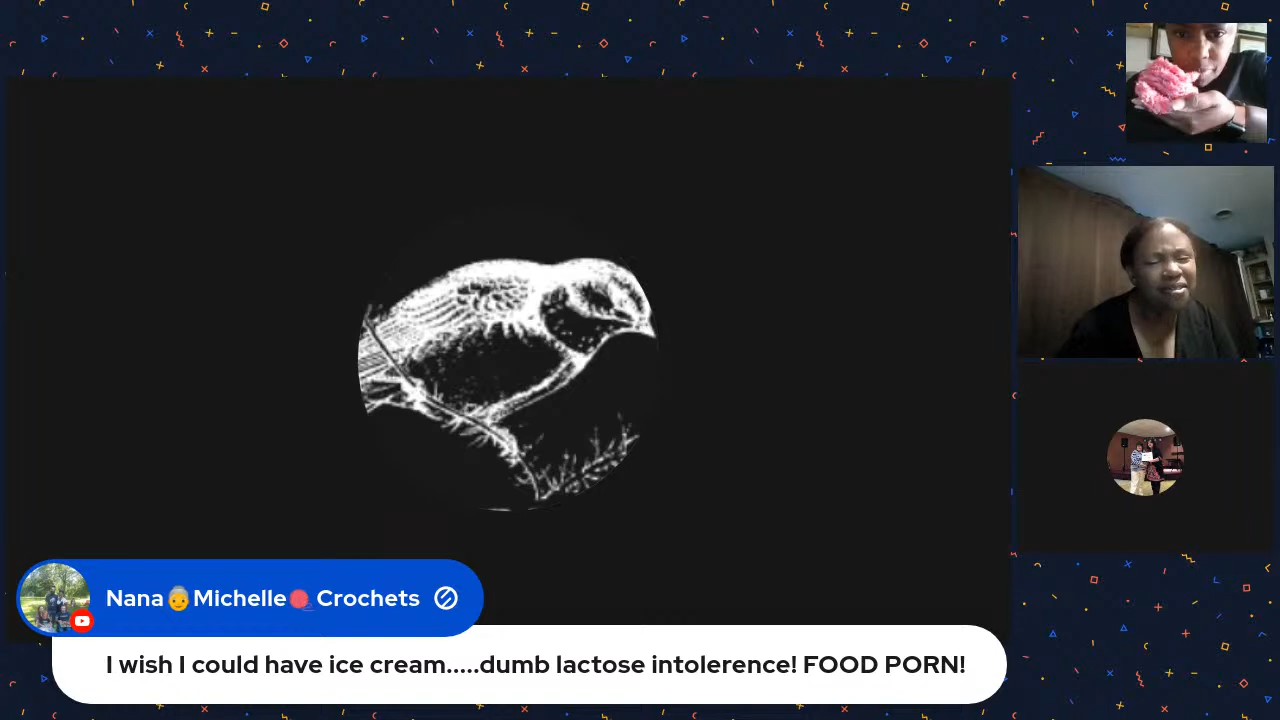 Nana👵Michelle🧶Crochets
I wish I could have ice cream.....dumb lactose intolerence! FOOD PORN!